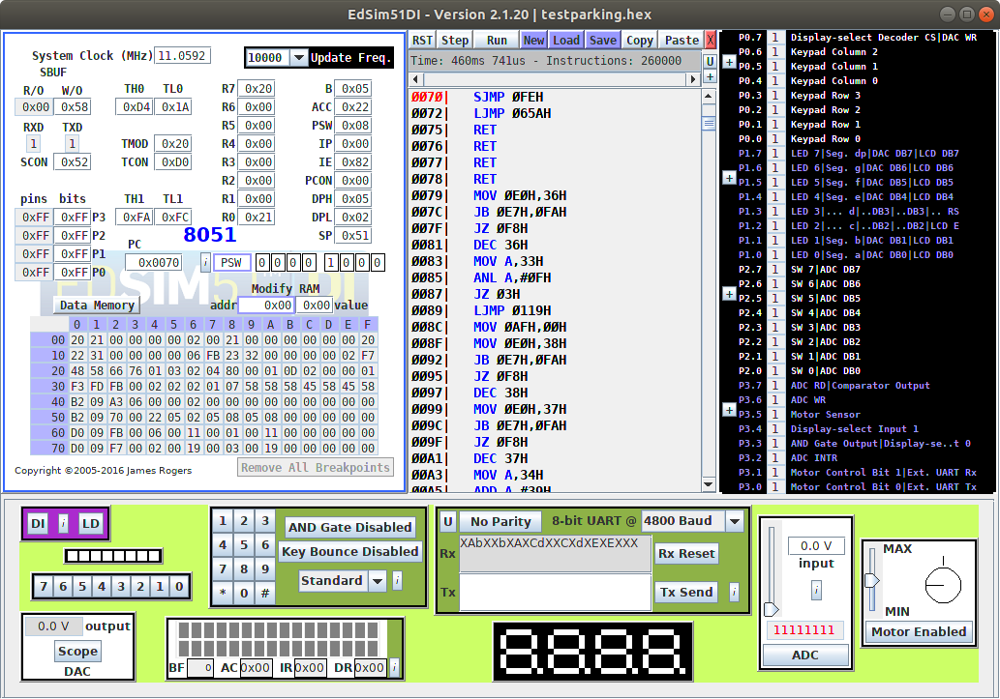 EdSim51DI - Version 2.1.20 | testparking.hex
System Clock (MHz) 11.0592 10000 Update Freq.
SBUF
R/O W/O TH0 TL0 R7 0x20 B 0x05
0x00 0x58 0xD4 0x1A R6 0x00 ACC 0x22
RXD TXD R5 0x00 PSW 0x08
1 1 TMOD 0x20 R4 0x00 IP 0x00
SCON 0x52 TCON 0xD0 R3 0x00 IE 0x82
R2 0x00 PCON 0x00
pins bits TH1 TL1 R1 0x00 DPH 0x05
0xFF 0xFF P3 0xFA 0xFC R0 0x21 DPL 0x02
0xFF 0xFF P2 8051 SP 0x51
0xFF 0xFF P1 PC
0xFF 0xFF P0 0x0070 i PSW 0 0 0 0 1 0 0 0
EdSIM51DI
Modify RAM
Data Memory addr 0x00 0x00 value
0 1 2 3 4 5 6 7 8 9 A B C D E F
00 20 21 00 00 00 00 02 00 21 00 00 00 00 00 00 20
10 22 31 00 00 00 00 06 FB 23 32 00 00 00 00 02 F7
20 48 58 66 76 01 03 02 04 80 00 01 0D 02 00 00 01
30 F3 FD FB 00 02 02 02 01 07 58 58 58 45 58 45 58
40 B2 09 A3 06 00 00 02 00 00 00 00 00 00 00 00 00
50 B2 09 70 00 22 05 02 05 08 05 08 00 00 00 00 00
60 D0 09 FB 00 06 00 11 00 01 00 11 00 00 00 00 00
70 D0 09 F7 00 02 00 19 00 03 00 19 00 00 00 00 00
Copyright ©2005-2016 James Rogers Remove All Breakpoints
RST Step Run New Load Save Copy Paste X
Time: 460ms 741us - Instructions: 260000 U
+
0070| SJMP 0FEH
0072| LJMP 065AH
0075| RET
0076| RET
0077| RET
0078| RET
0079| MOV 0E0H,36H
007C| JB 0E7H,0FAH
007F| JZ 0F8H
0081| DEC 36H
0083| MOV A,33H
0085| ANL A,#0FH
0087| JZ 03H
0089| LJMP 0119H
008C| MOV 0AFH,00H
008F| MOV 0E0H,38H
0092| JB 0E7H,0FAH
0095| JZ 0F8H
0097| DEC 38H
0099| MOV 0E0H,37H
009C| JB 0E7H,0FAH
009F| JZ 0F8H
00A1| DEC 37H
00A3| MOV A,34H
00A5| ADD A,#39H
P0.7 1 Display-select Decoder CS|DAC WR
P0.6 1 Keypad Column 2
P0.5 1 Keypad Column 1
P0.4 1 Keypad Column 0
P0.3 1 Keypad Row 3
P0.2 1 Keypad Row 2
P0.1 1 Keypad Row 1
P0.0 1 Keypad Row 0
P1.7 1 LED 7|Seg. dp|DAC DB7|LCD DB7
P1.6 1 LED 6|Seg. g|DAC DB6|LCD DB6
P1.5 1 LED 5|Seg. f|DAC DB5|LCD DB5
P1.4 1 LED 4|Seg. e|DAC DB4|LCD DB4
P1.3 1 LED 3|... d|..DB3|..DB3|.. RS
P1.2 1 LED 2|... c|..DB2|..DB2|LCD E
P1.1 1 LED 1|Seg. b|DAC DB1|LCD DB1
P1.0 1 LED 0|Seg. a|DAC DB0|LCD DB0
P2.7 1 SW 7|ADC DB7
P2.6 1 SW 6|ADC DB6
P2.5 1 SW 5|ADC DB5
P2.4 1 SW 4|ADC DB4
P2.3 1 SW 3|ADC DB3
P2.2 1 SW 2|ADC DB2
P2.1 1 SW 1|ADC DB1
P2.0 1 SW 0|ADC DB0
P3.7 1 ADC RD|Comparator Output
P3.6 1 ADC WR
P3.5 1 Motor Sensor
P3.4 1 Display-select Input 1
P3.3 1 AND Gate Output|Display-se..t 0
P3.2 1 ADC INTR
P3.1 1 Motor Control Bit 1|Ext. UART Rx
P3.0 1 Motor Control Bit 0|Ext. UART Tx
DI i LD
7 6 5 4 3 2 1 0
0.0 V output
Scope
DAC
1 2 3
4 5 6
7 8 9
* 0 #
AND Gate Disabled
Key Bounce Disabled
Standard i
BF 0 AC 0x00 IR 0x00 DR 0x00 i
U No Parity 8-bit UART @ 4800 Baud
Rx XAbXXbXAXCdXXCXdXEXEXXX Rx Reset
Tx Tx Send i
8.8.8.8.
0.0 V
input
i
11111111
ADC
MAX
MIN
Motor Enabled